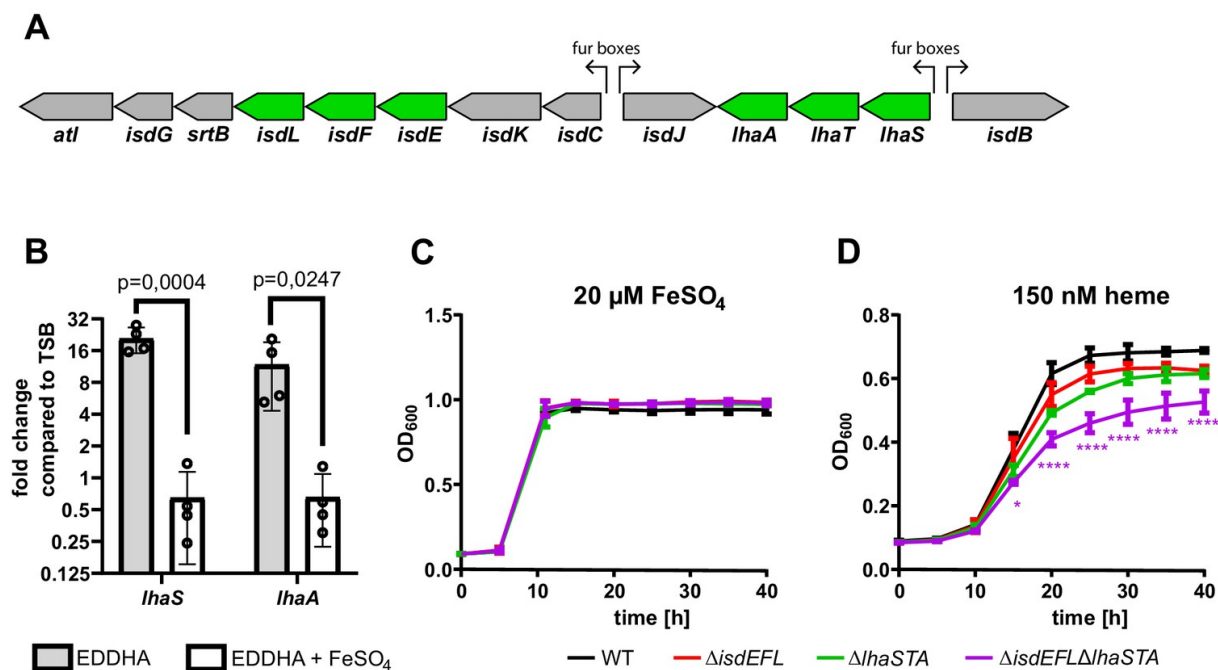 A
fur boxes fur boxes
atl isdG srtB isdL isdF isdE isdK isdC isdJ lhaA lhaT lhaS isdB
B
p=0,0004 p=0,0247
fold change
compared to TSB
32
16
8
4
2
1
0.5
0.25
0.125
lhaS lhaA
EDDHA EDDHA + FeSO₄
C
20 µM FeSO₄
OD₆₀₀
1.5
1.0
0.5
0.0
0 10 20 30 40
time [h]
D
150 nM heme
OD₆₀₀
0.8
0.6
0.4
0.2
0.0
* **** **** **** **** ****
0 10 20 30 40
time [h]
WT ΔisdEFL ΔlhaSTA ΔisdEFLΔlhaSTA